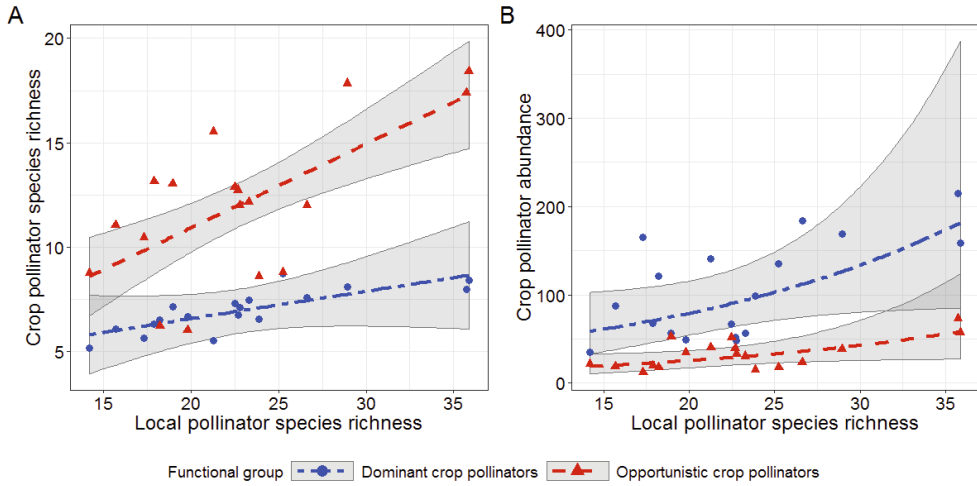 A
Crop pollinator species richness
20
15
10
5
15 20 25 30 35
Local pollinator species richness
B
Crop pollinator abundance
400
300
200
100
0
15 20 25 30 35
Local pollinator species richness
Functional group Dominant crop pollinators Opportunistic crop pollinators